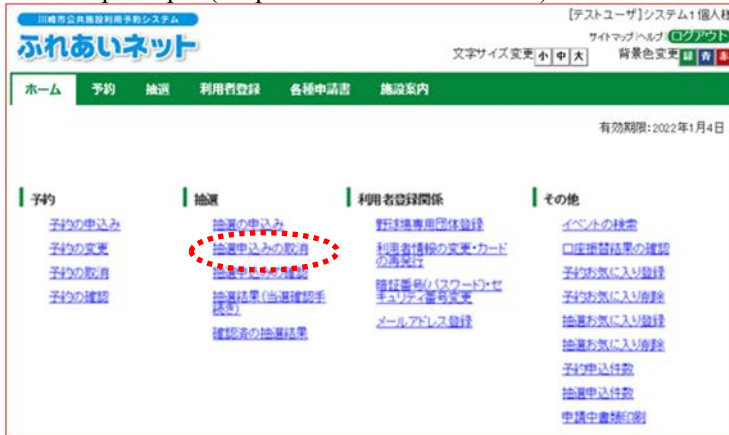 川崎市公共施設利用予約システム
ふれあいネット
[テストユーザ]システム1 個人様
サイトマップ ヘルプ ログアウト
文字サイズ変更 小 中 大 背景色変更 緑 青 赤
ホーム 予約 抽選 利用者登録 各種申請書 施設案内
有効期限:2022年1月4日
予約
予約の申込み
予約の変更
予約の取消
予約の確認
抽選
抽選の申込み
抽選申込みの取消
抽選申込みの確認
抽選結果(当選確認手
続き)
確認済の抽選結果
利用者登録関係
野球場専用団体登録
利用者情報の変更・カード
の再発行
暗証番号(パスワード)・セ
キュリティ番号変更
メールアドレス登録
その他
イベントの検索
口座振替結果の確認
予約お気に入り登録
予約お気に入り削除
抽選お気に入り登録
抽選お気に入り削除
予約申込件数
抽選申込件数
申請中書類印刷